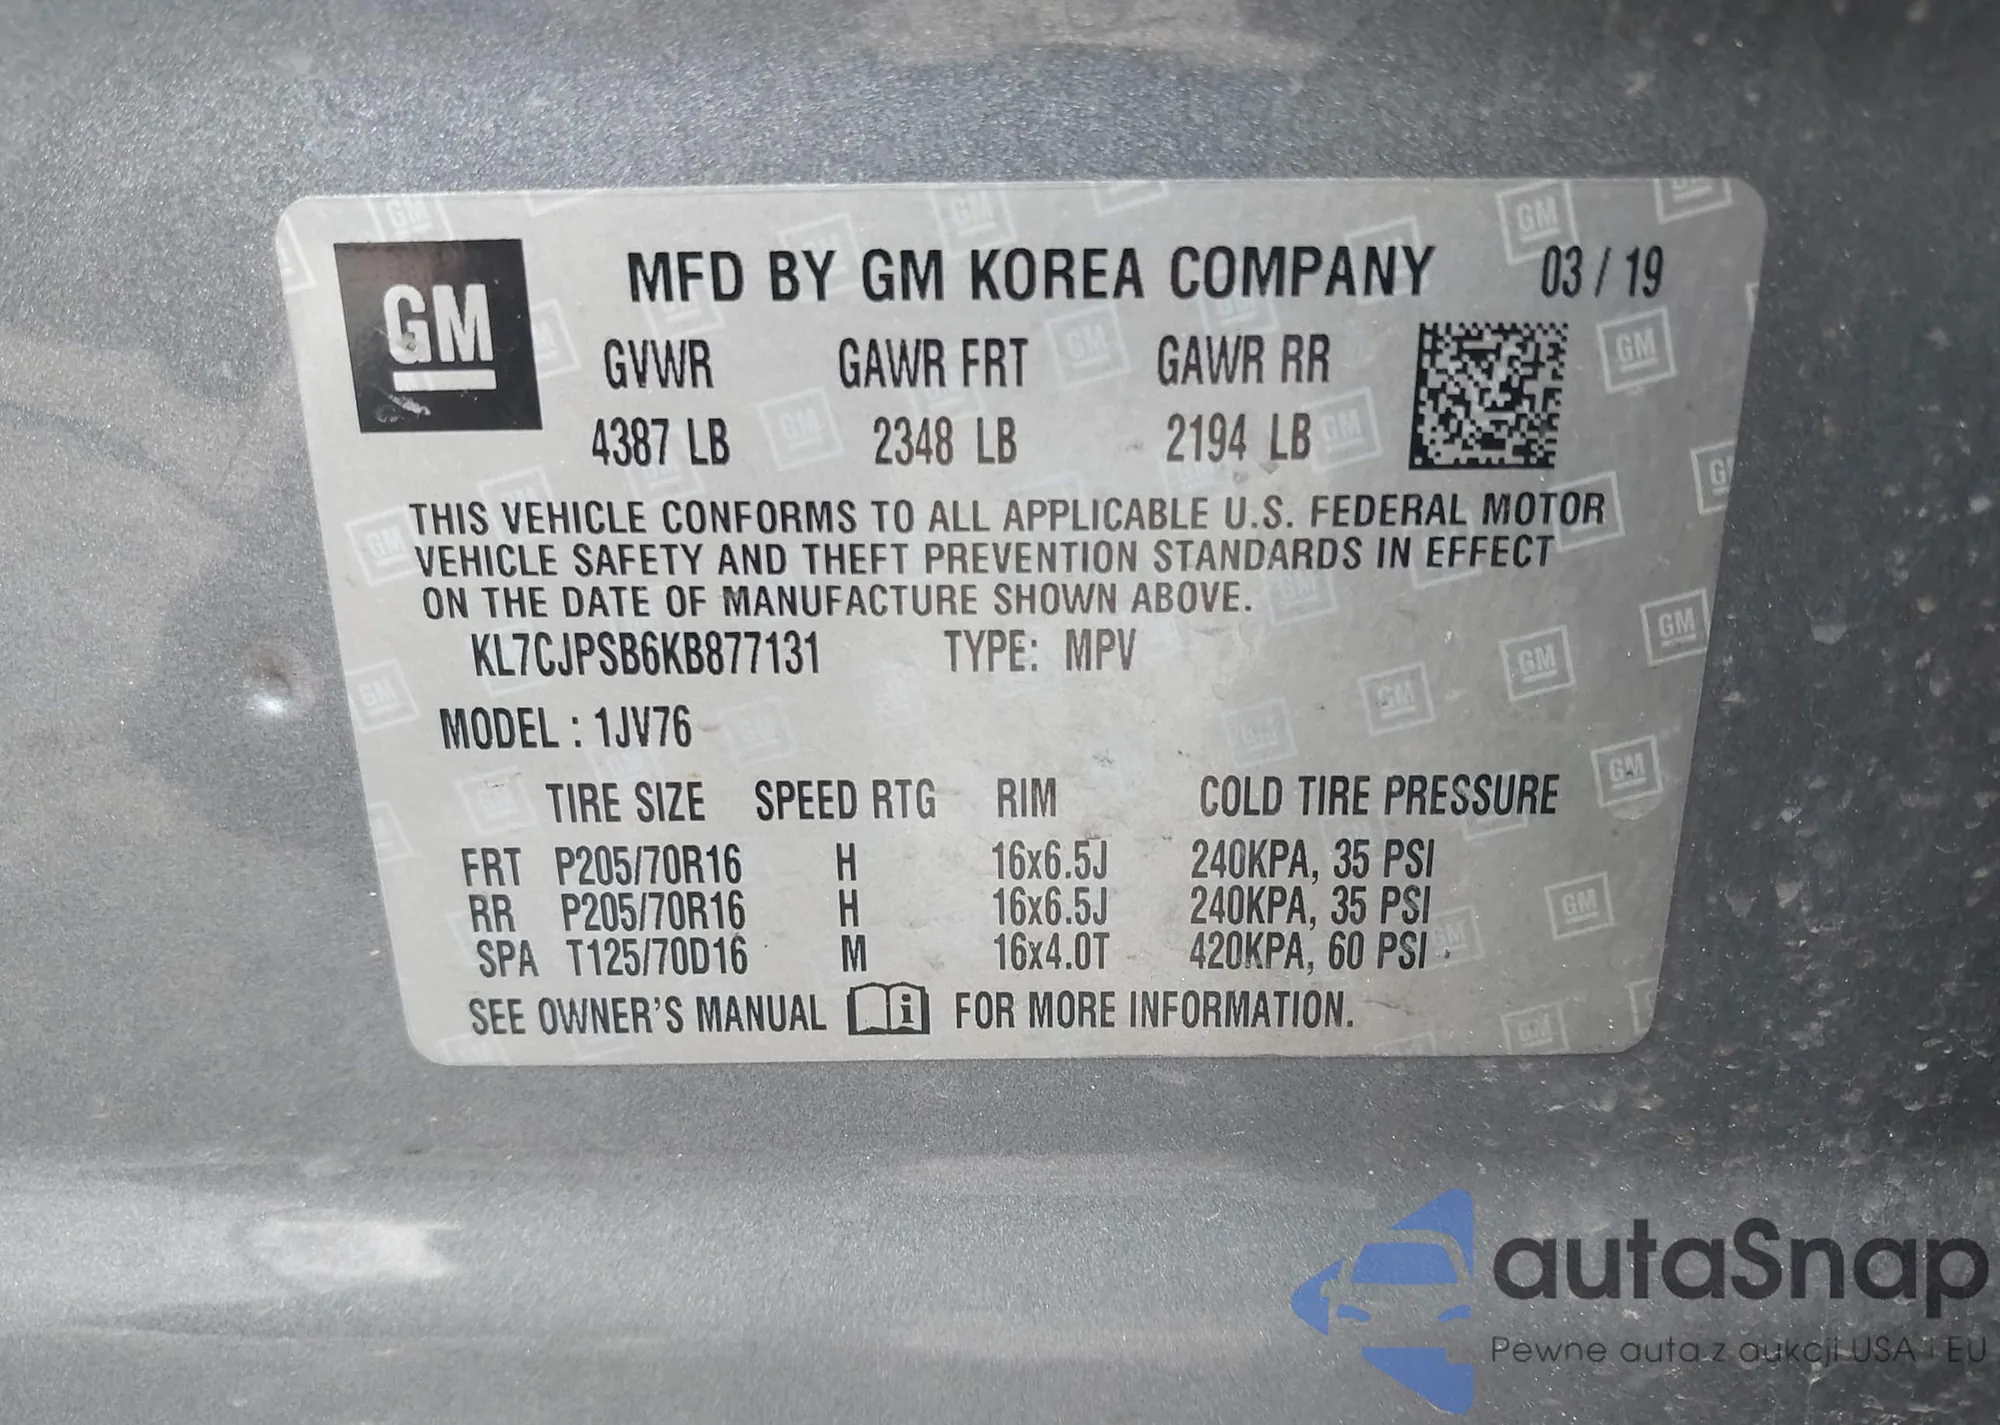 GM
MFD BY GM KOREA COMPANY 03 / 19
GVWR GAWR FRT GAWR RR
4387 LB 2348 LB 2194 LB
THIS VEHICLE CONFORMS TO ALL APPLICABLE U.S. FEDERAL MOTOR
VEHICLE SAFETY AND THEFT PREVENTION STANDARDS IN EFFECT
ON THE DATE OF MANUFACTURE SHOWN ABOVE.
KL7CJPSB6KB877131 TYPE: MPV
MODEL : 1JV76
TIRE SIZE SPEED RTG RIM COLD TIRE PRESSURE
FRT P205/70R16 H 16x6.5J 240KPA, 35 PSI
RR P205/70R16 H 16x6.5J 240KPA, 35 PSI
SPA T125/70D16 M 16x4.0T 420KPA, 60 PSI
SEE OWNER'S MANUAL i FOR MORE INFORMATION.
autaSnap
Pewne auta z aukcji USA i EU